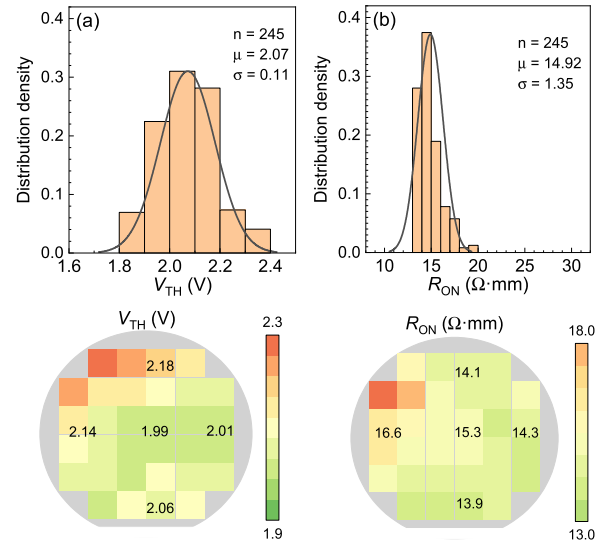 (a)
n = 245
μ = 2.07
σ = 0.11
Distribution density
0.4
0.3
0.2
0.1
0.0
1.6 1.8 2.0 2.2 2.4
V_TH (V)
(b)
n = 245
μ = 14.92
σ = 1.35
Distribution density
0.4
0.3
0.2
0.1
0.0
10 15 20 25 30
R_ON (Ω·mm)
V_TH (V)
2.3
2.18
2.14 1.99 2.01
2.06
1.9
R_ON (Ω·mm)
18.0
14.1
16.6 15.3 14.3
13.9
13.0